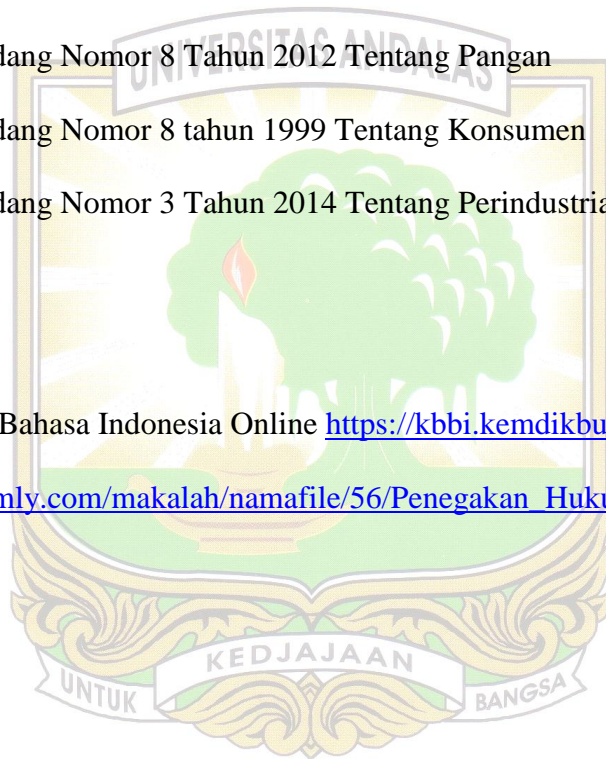 UNIVERSITAS ANDALAS
dang Nomor 8 Tahun 2012 Tentang Pangan
dang Nomor 8 tahun 1999 Tentang Konsumen
dang Nomor 3 Tahun 2014 Tentang Perindustria
Bahasa Indonesia Online https://kbbi.kemdikbu
mly.com/makalah/namafile/56/Penegakan_Huku
KEDJAJAAN
UNTUK
BANGSA